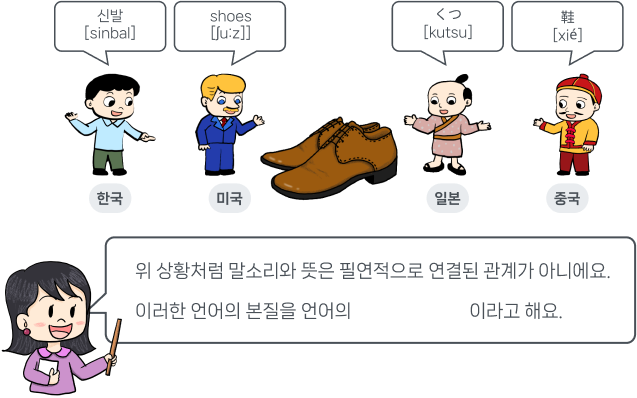 신발
[sinbal]
shoes
[ʃuːz]]
くつ
[kutsu]
鞋
[xié]
한국
미국
일본
중국
위 상황처럼 말소리와 뜻은 필연적으로 연결된 관계가 아니에요.
이러한 언어의 본질을 언어의 이라고 해요.